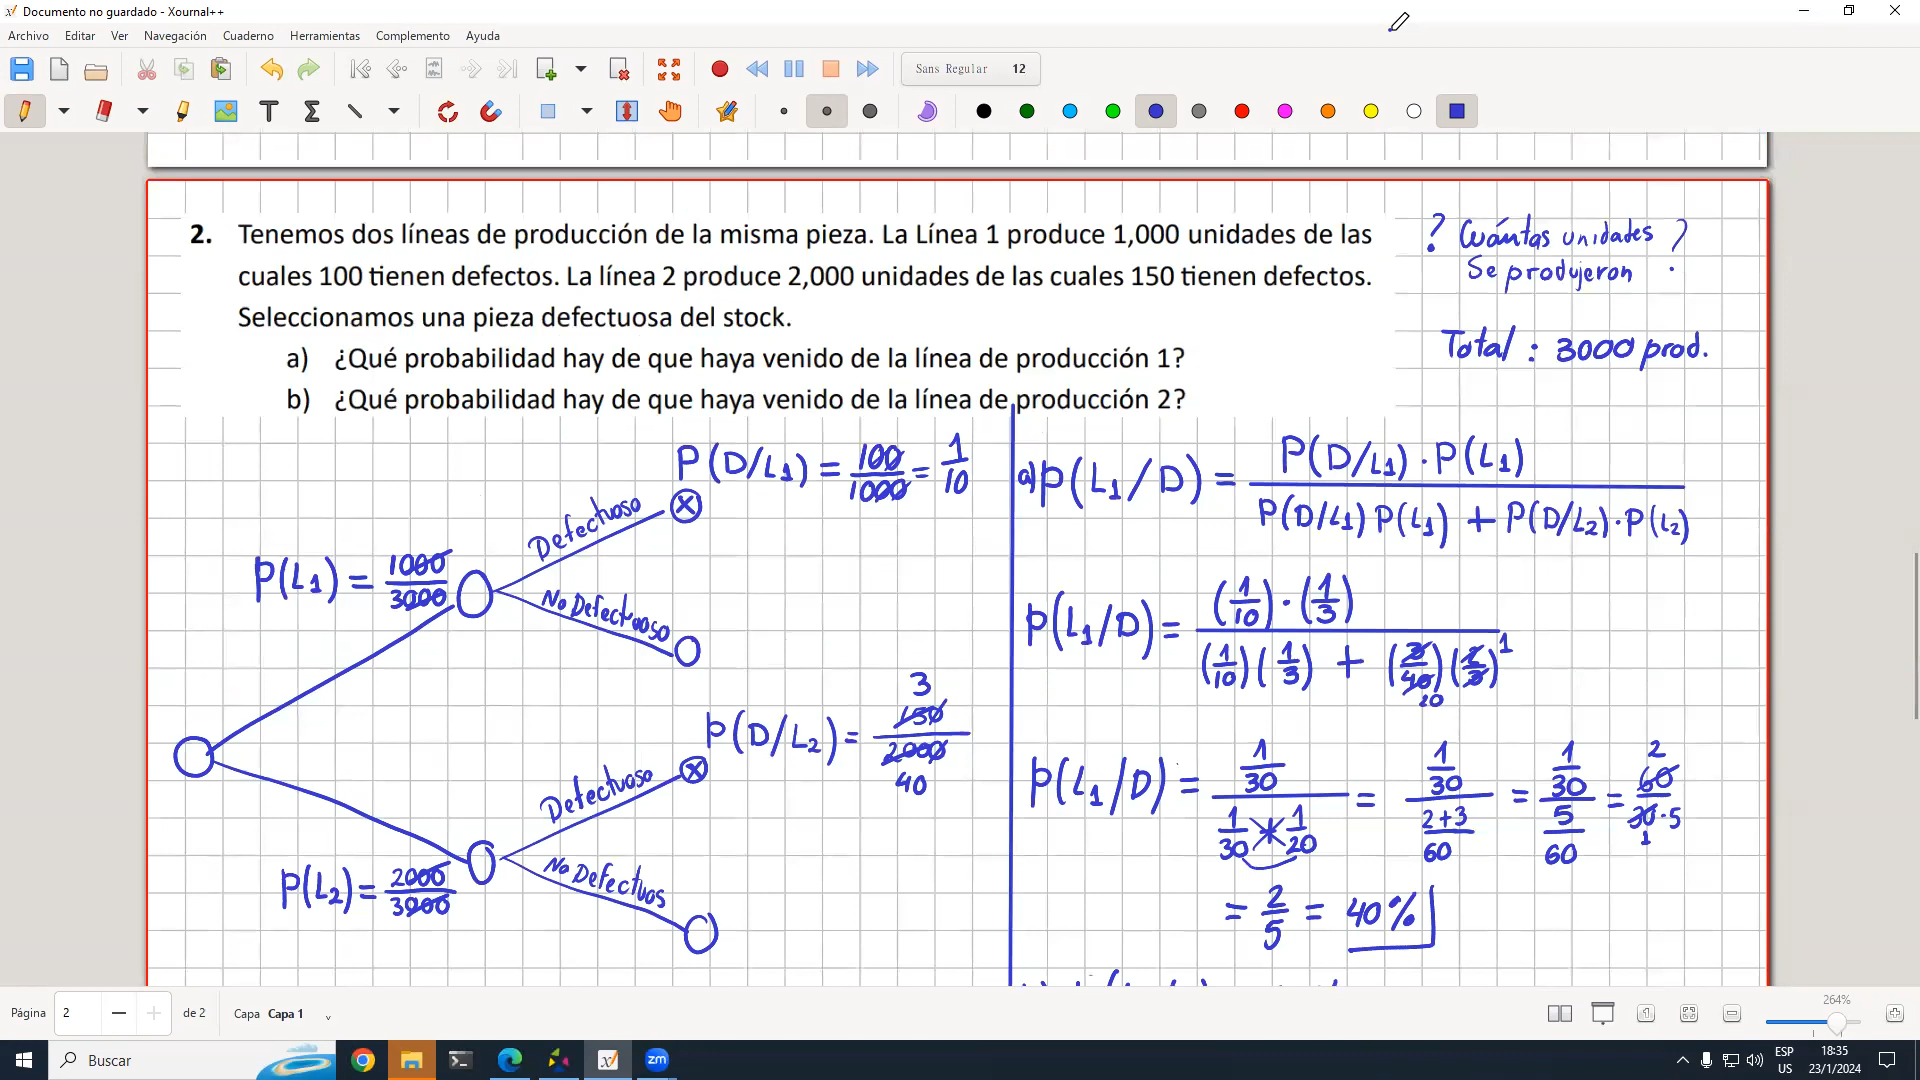 Documento no guardado - Xournal++
Archivo Editar Ver Navegación Cuaderno Herramientas Complemento Ayuda
Sans Regular 12
2. Tenemos dos líneas de producción de la misma pieza. La Línea 1 produce 1,000 unidades de las
cuales 100 tienen defectos. La línea 2 produce 2,000 unidades de las cuales 150 tienen defectos.
Seleccionamos una pieza defectuosa del stock.
a) ¿Qué probabilidad hay de que haya venido de la línea de producción 1?
b) ¿Qué probabilidad hay de que haya venido de la línea de producción 2?
? Cuántas unidades ?
Se produjeron
Total : 3000 prod.
P(D/L1) = 100/1000 = 1/10
Defectuoso
P(L1) = 1000/3000
No Defectuoso
P(D/L2) = 150/2000
3
40
Defectuoso
P(L2) = 2000/3000
No Defectuos
a) P(L1/D) = P(D/L1) · P(L1) / P(D/L1) P(L1) + P(D/L2) · P(L2)
P(L1/D) = (1/10) · (1/3) / (1/10)(1/3) + (3/40)(2/3) 1
20
P(L1/D) = 1/30 / 1/30 + 1/20 = 1/30 / 2+3/60 = 1/30 / 5/60 = 60/30·5
2
1
= 2/5 = 40%
Página 2 de 2 Capa Capa 1
264%
Buscar
zm
ESP
US
18:35
23/1/2024